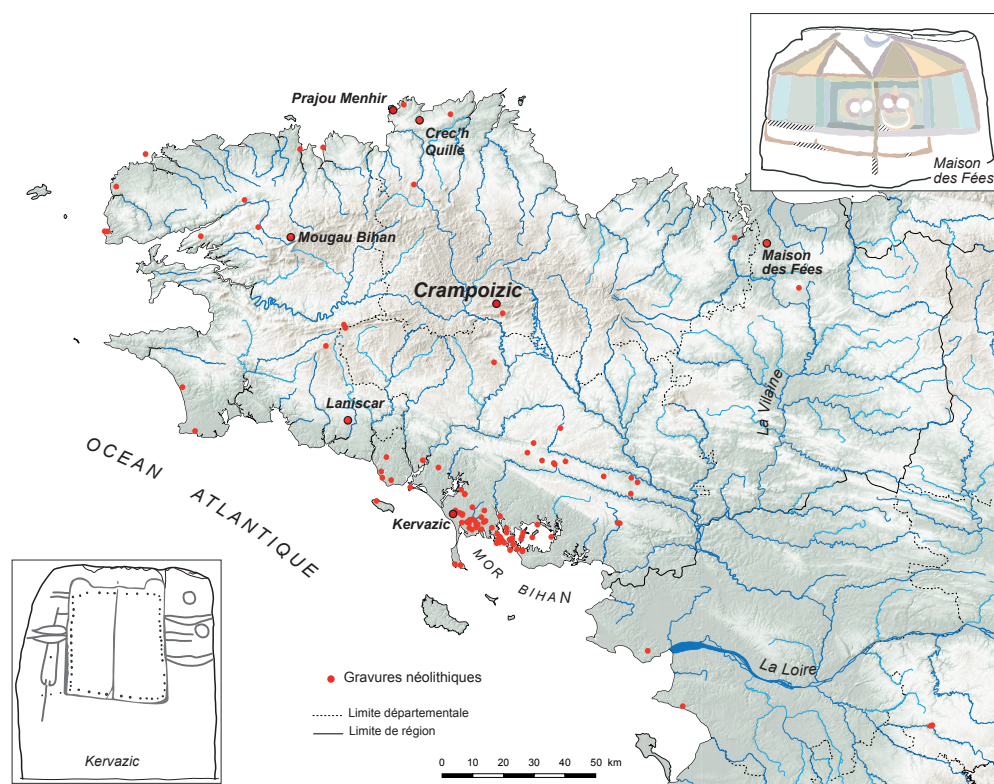 Prajou Menhir
Crec'h
Quillé
Maison
des Fées
Mougau Bihan
Maison
des Fées
Crampoizic
La Vilaine
Laniscar
OCEAN ATLANTIQUE
Kervazic
MOR BIHAN
La Loire
Gravures néolithiques
Limite départementale
Limite de région
Kervazic
0 10 20 30 40 50 km